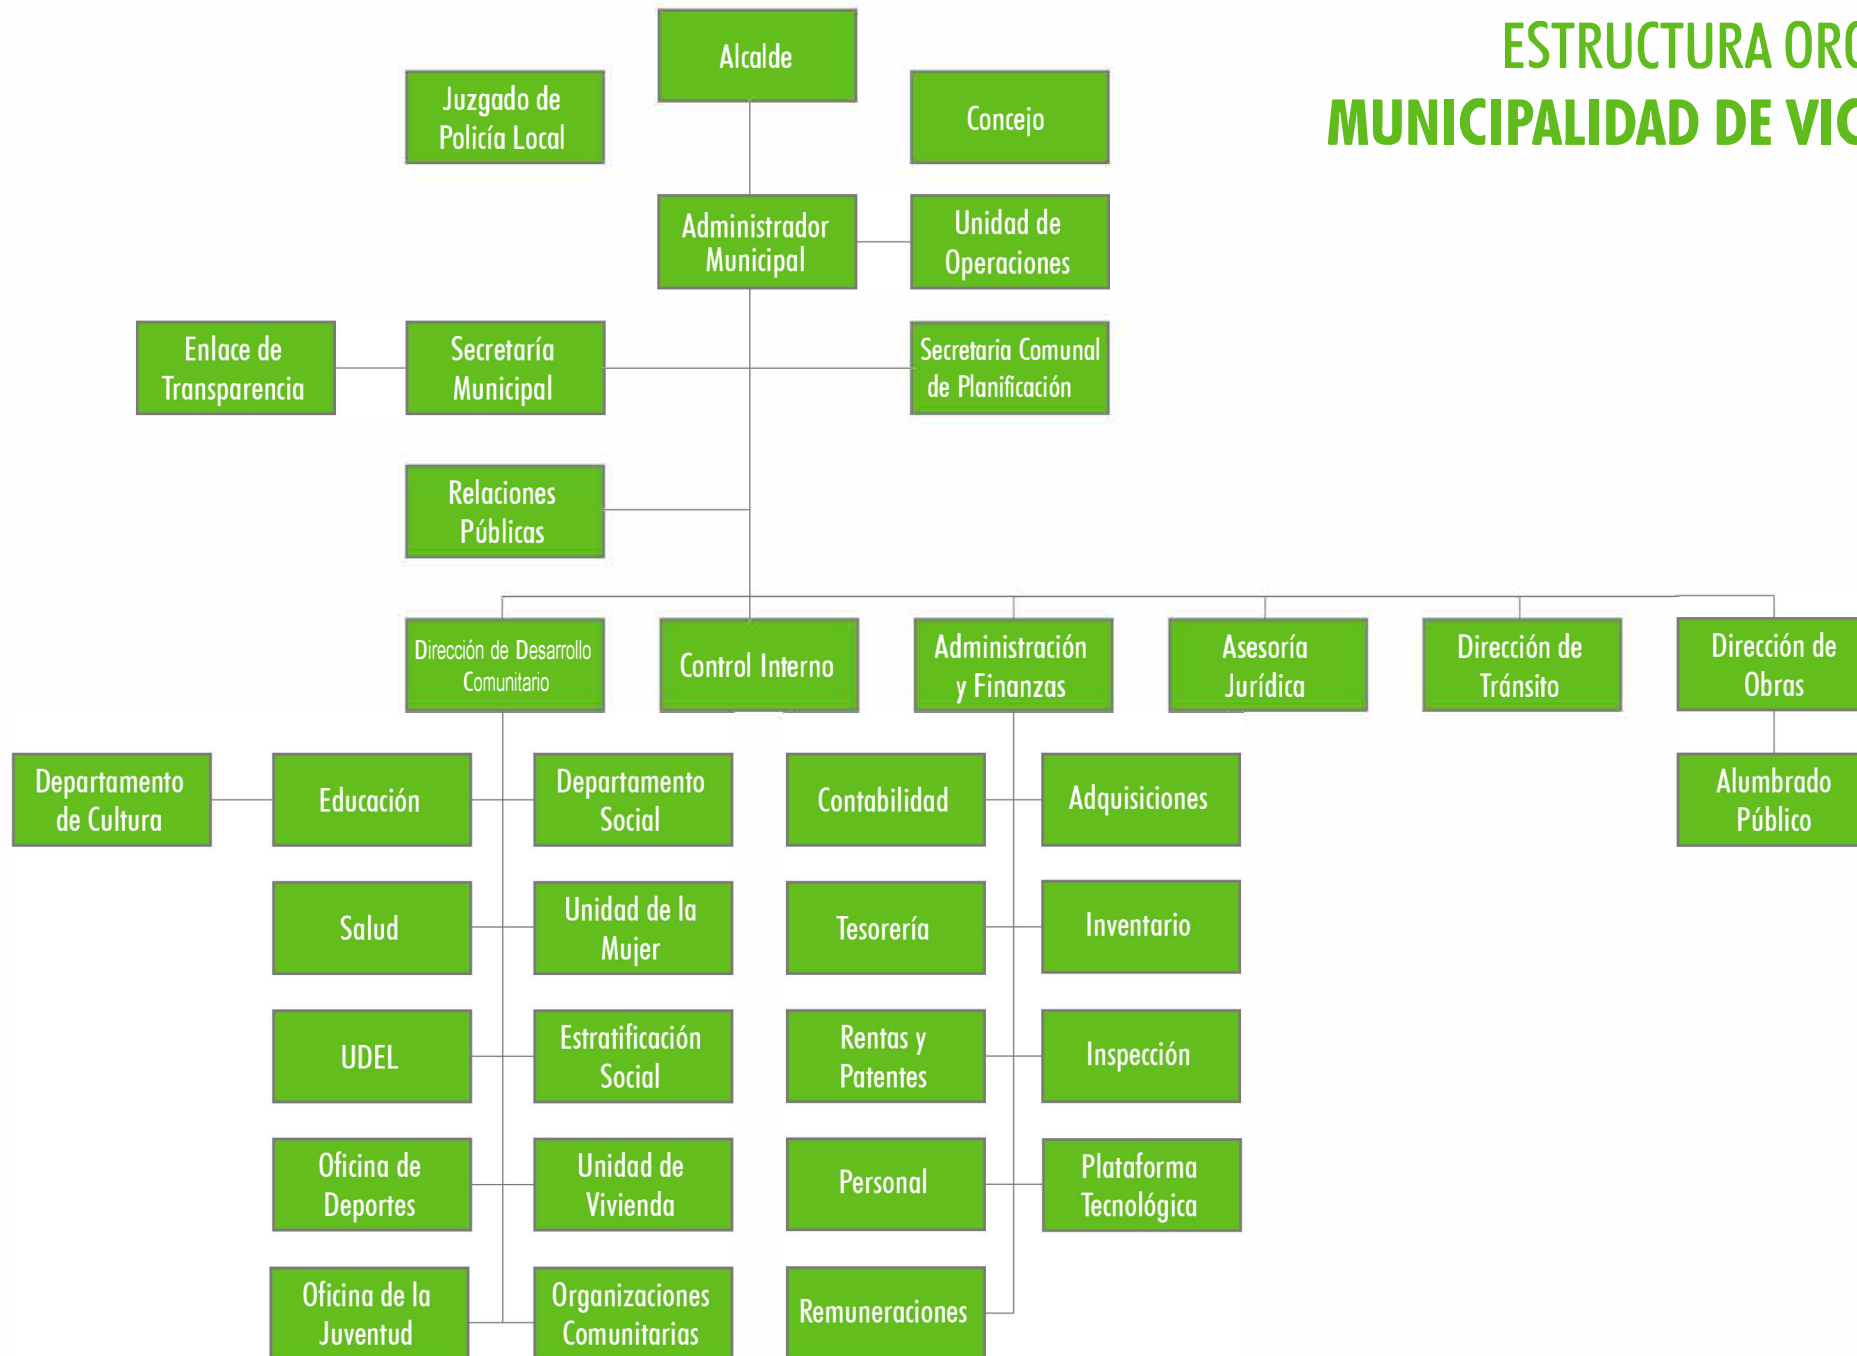 ESTRUCTURA ORG
MUNICIPALIDAD DE VIC
Alcalde
Juzgado de
Policía Local
Concejo
Administrador
Municipal
Unidad de
Operaciones
Enlace de
Transparencia
Secretaría
Municipal
Secretaria Comunal
de Planificación
Relaciones
Públicas
Dirección de Desarrollo
Comunitario
Control Interno
Administración
y Finanzas
Asesoría
Jurídica
Dirección de
Tránsito
Dirección de
Obras
Departamento
de Cultura
Educación
Departamento
Social
Contabilidad
Adquisiciones
Alumbrado
Público
Salud
Unidad de la
Mujer
Tesorería
Inventario
UDEL
Estratificación
Social
Rentas y
Patentes
Inspección
Oficina de
Deportes
Unidad de
Vivienda
Personal
Plataforma
Tecnológica
Oficina de la
Juventud
Organizaciones
Comunitarias
Remuneraciones